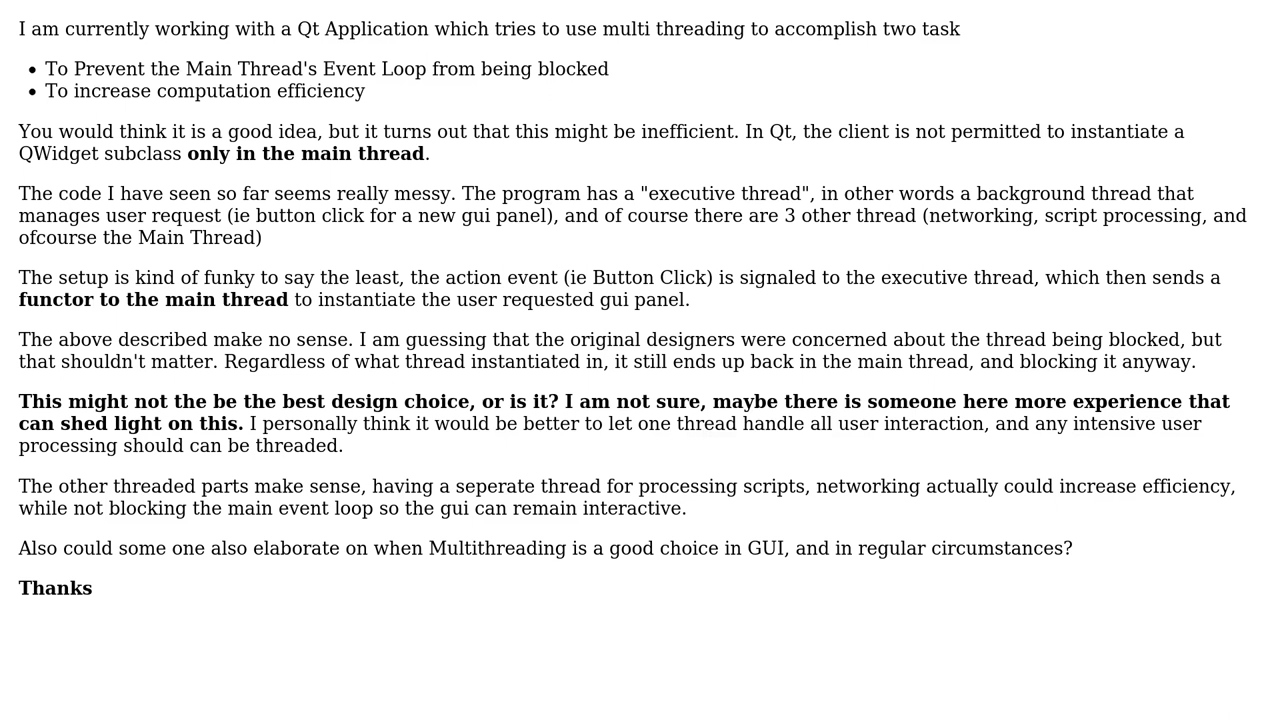 I am currently working with a Qt Application which tries to use multi threading to accomplish two task
• To Prevent the Main Thread's Event Loop from being blocked
• To increase computation efficiency
You would think it is a good idea, but it turns out that this might be inefficient. In Qt, the client is not permitted to instantiate a
QWidget subclass only in the main thread.
The code I have seen so far seems really messy. The program has a "executive thread", in other words a background thread that
manages user request (ie button click for a new gui panel), and of course there are 3 other thread (networking, script processing, and
ofcourse the Main Thread)
The setup is kind of funky to say the least, the action event (ie Button Click) is signaled to the executive thread, which then sends a
functor to the main thread to instantiate the user requested gui panel.
The above described make no sense. I am guessing that the original designers were concerned about the thread being blocked, but
that shouldn't matter. Regardless of what thread instantiated in, it still ends up back in the main thread, and blocking it anyway.
This might not the be the best design choice, or is it? I am not sure, maybe there is someone here more experience that
can shed light on this. I personally think it would be better to let one thread handle all user interaction, and any intensive user
processing should can be threaded.
The other threaded parts make sense, having a seperate thread for processing scripts, networking actually could increase efficiency,
while not blocking the main event loop so the gui can remain interactive.
Also could some one also elaborate on when Multithreading is a good choice in GUI, and in regular circumstances?
Thanks